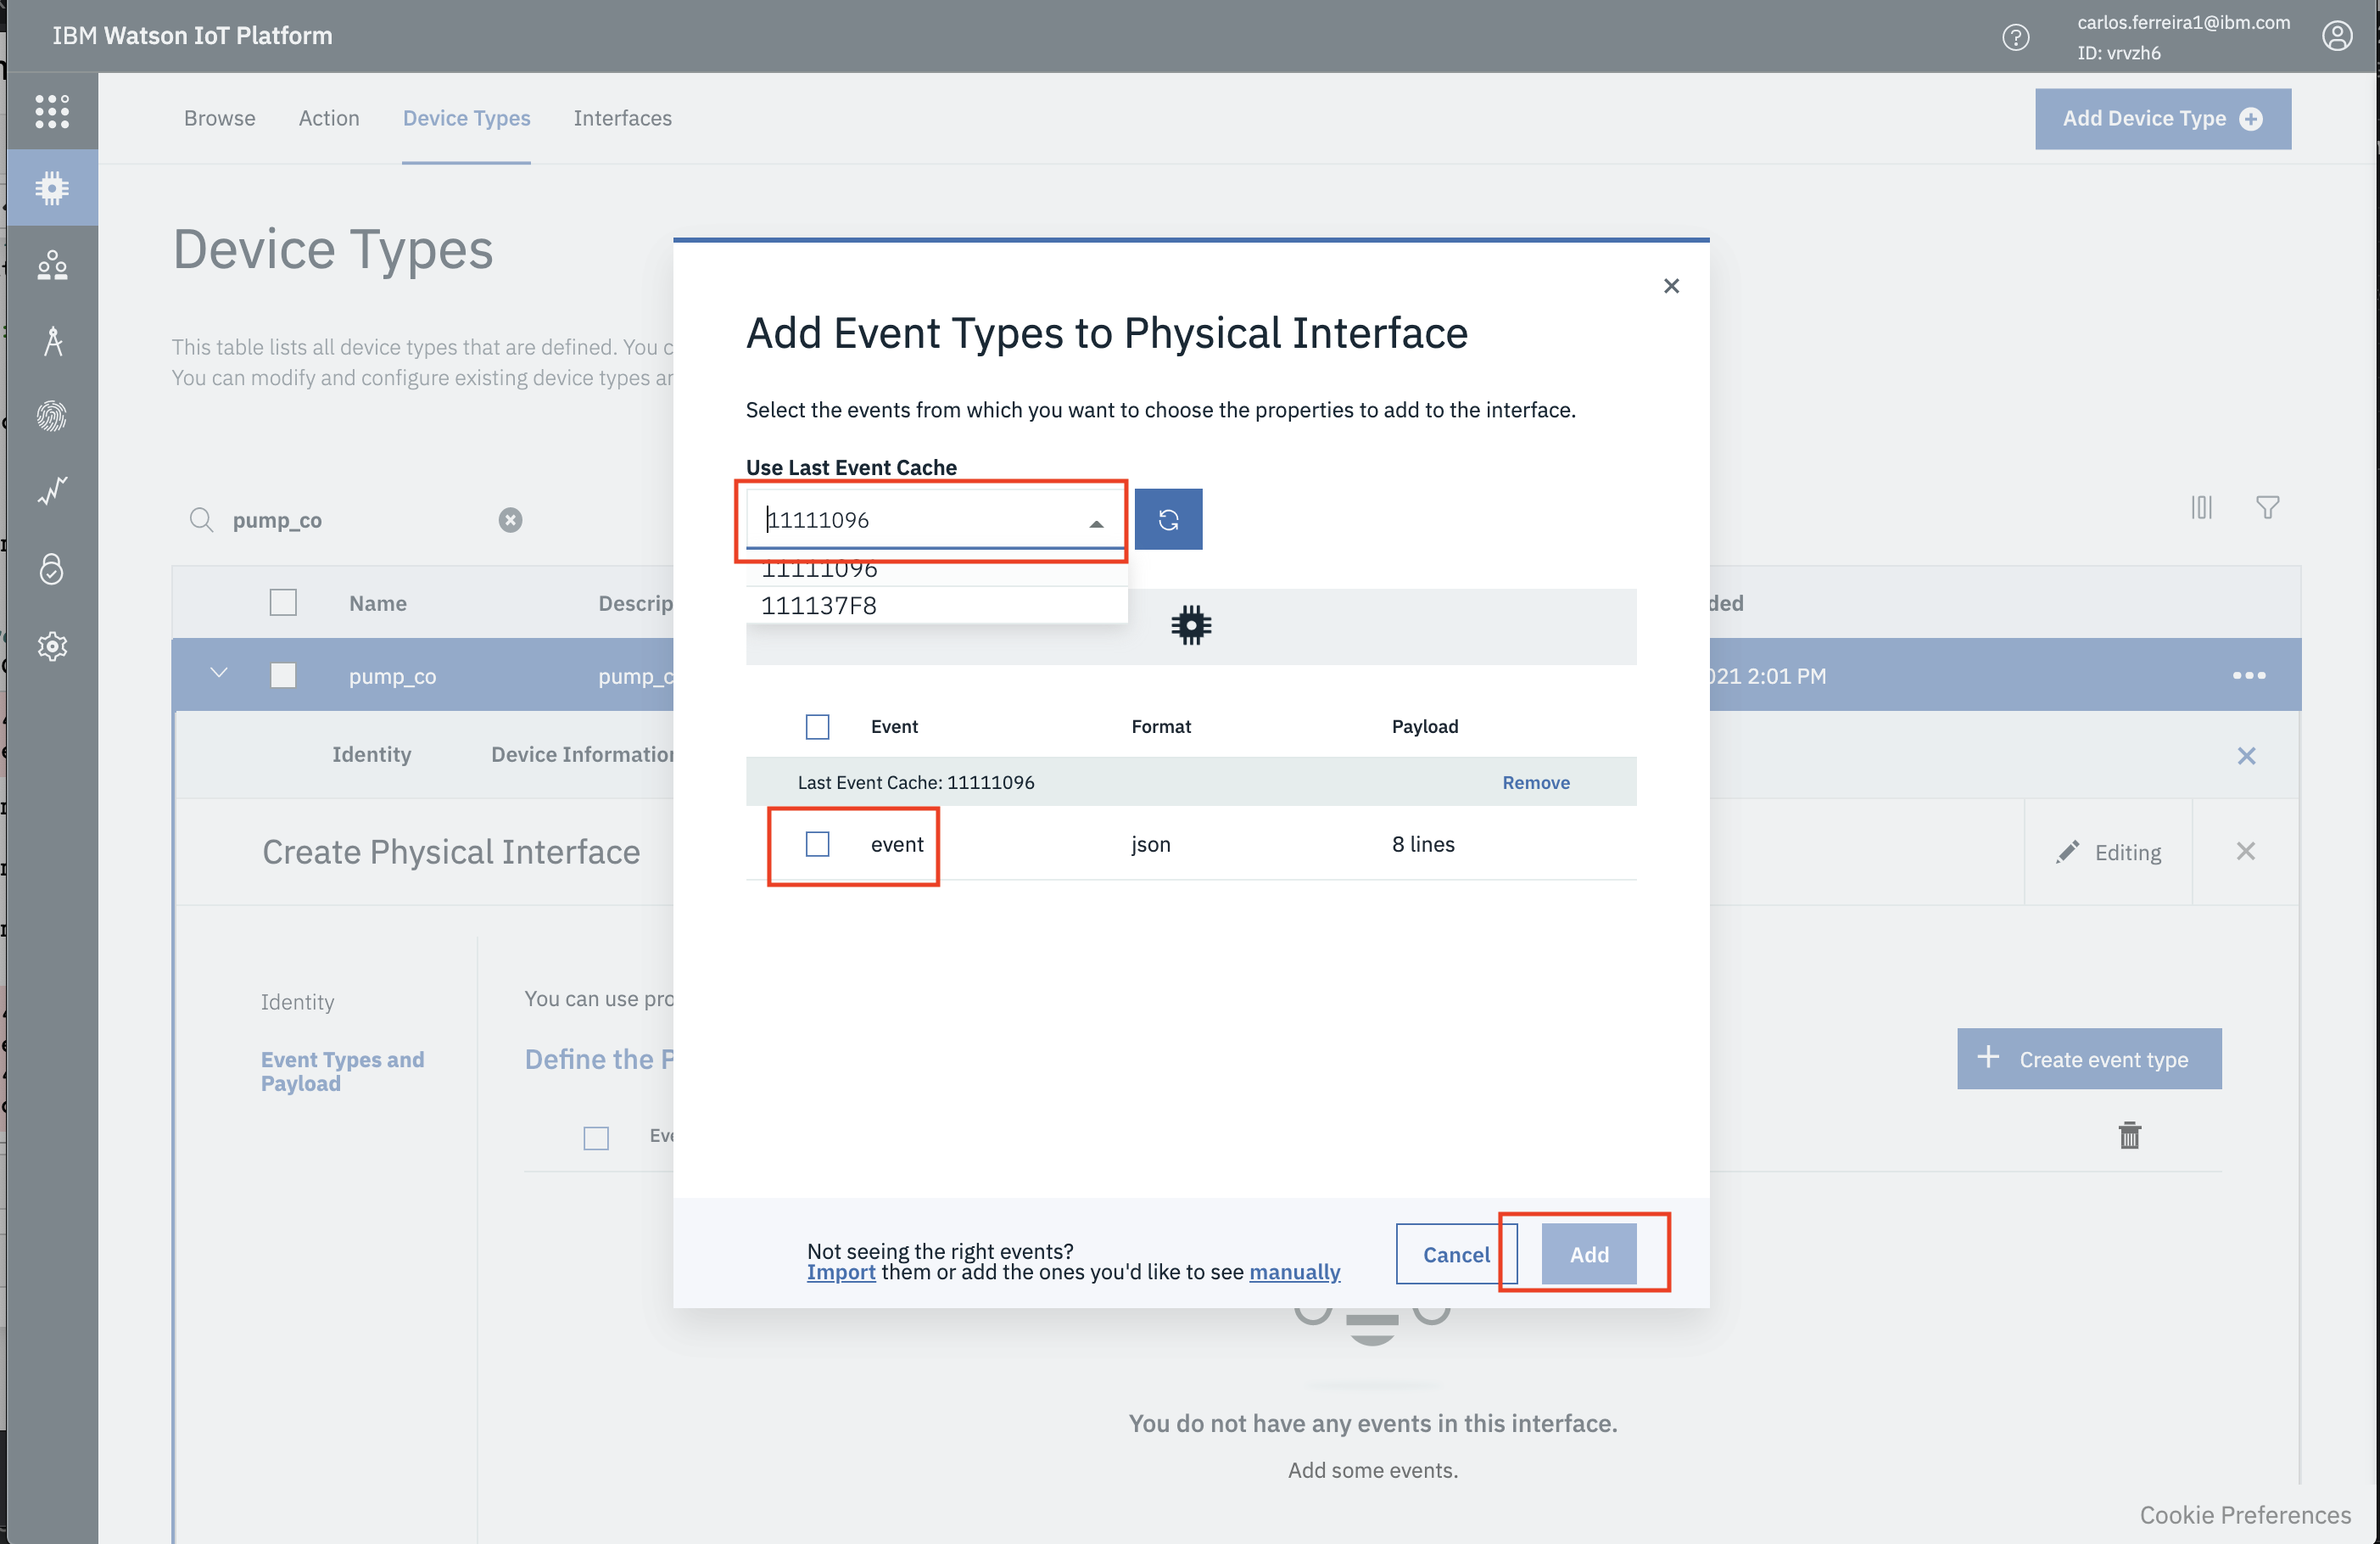 IBM Watson IoT Platform
carlos.ferreira1@ibm.com
ID: vrvzh6
Browse
Action
Device Types
Interfaces
Add Device Type
Device Types
This table lists all device types that are defined. You c
You can modify and configure existing device types ar
pump_co
Name
Descrip
ded
pump_co
pump_c
021 2:01 PM
Identity
Device Information
Create Physical Interface
Editing
Identity
Event Types and
Payload
You can use pro
Define the P
Create event type
Eve
Add Event Types to Physical Interface
Select the events from which you want to choose the properties to add to the interface.
Use Last Event Cache
11111096
11111096
111137F8
Event
Format
Payload
Last Event Cache: 11111096
Remove
event
json
8 lines
Not seeing the right events?
Import them or add the ones you'd like to see manually
Cancel
Add
You do not have any events in this interface.
Add some events.
Cookie Preferences